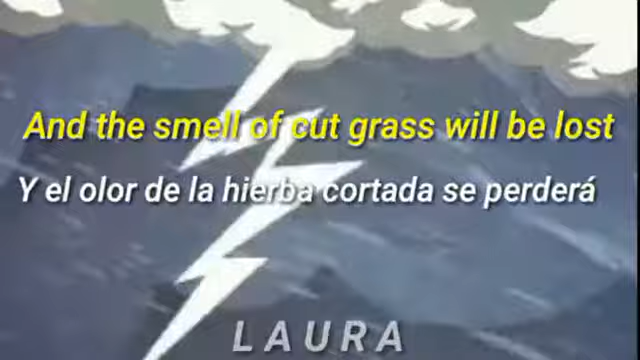 And the smell of cut grass will be lost
Y el olor de la hierba cortada se perderá
LAURA